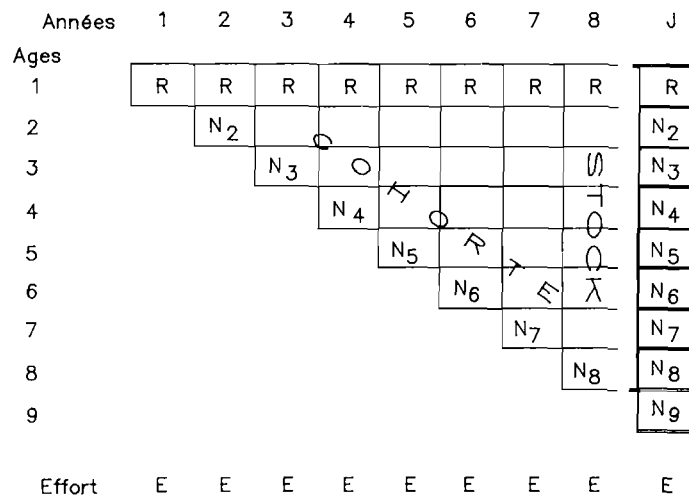 Années 1 2 3 4 5 6 7 8 J
Ages
1 R R R R R R R R R
2 N2 N2
3 N3 N3
4 N4 N4
5 N5 N5
6 N6 N6
7 N7 N7
8 N8 N8
9 N9
COHORTE
STOCK
Effort E E E E E E E E E